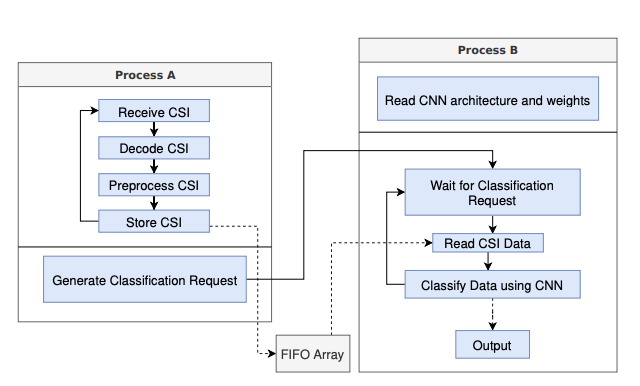 Process A
Receive CSI
Decode CSI
Preprocess CSI
Store CSI
Generate Classification Request
FIFO Array
Process B
Read CNN architecture and weights
Wait for Classification
Request
Read CSI Data
Classify Data using CNN
Output